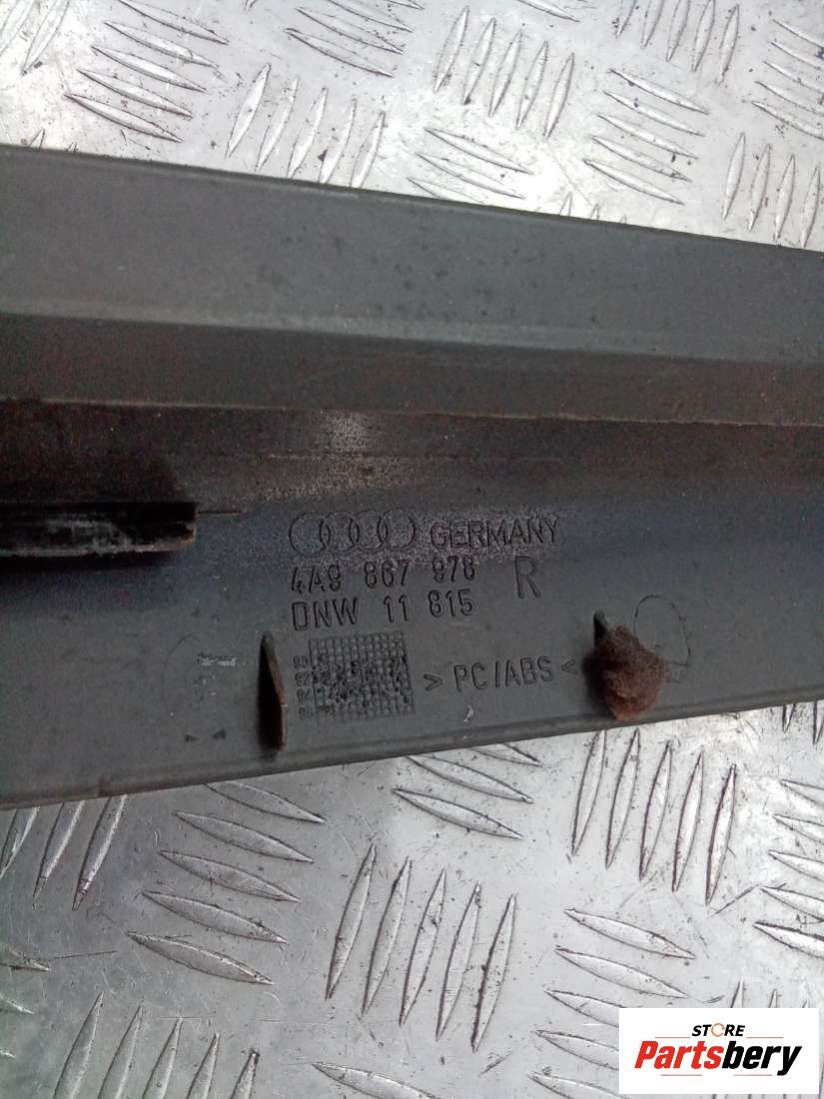 GERMANY
4A9 867 978 R
DNW 11 815
> PC/ABS <
STORE
Partsbery